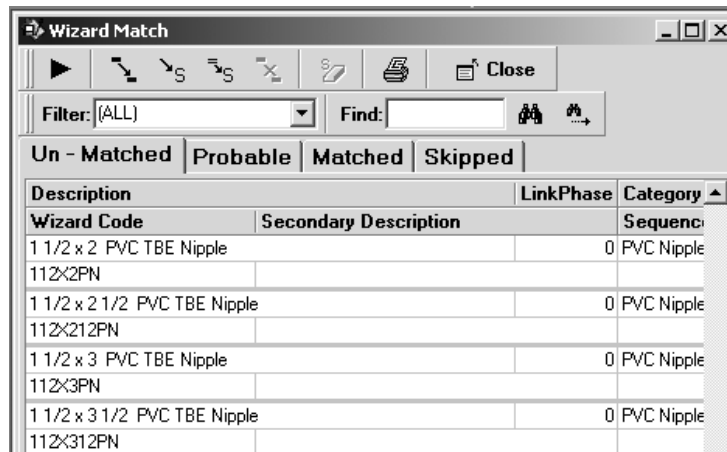 Wizard Match
S S S Close
Filter: (ALL) Find:
Un - Matched Probable Matched Skipped
Description LinkPhase Category
Wizard Code Secondary Description Sequenc
1 1/2 x 2 PVC TBE Nipple 0 PVC Nipple
112X2PN
1 1/2 x 2 1/2 PVC TBE Nipple 0 PVC Nipple
112X212PN
1 1/2 x 3 PVC TBE Nipple 0 PVC Nipple
112X3PN
1 1/2 x 3 1/2 PVC TBE Nipple 0 PVC Nipple
112X312PN